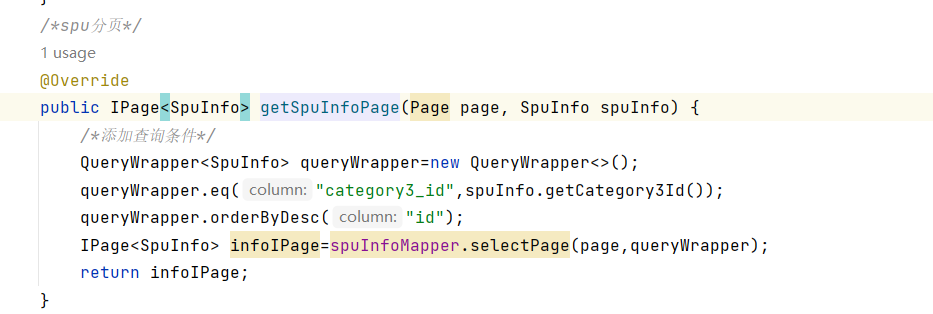 /*spu分页*/
1 usage
@Override
public IPage<SpuInfo> getSpuInfoPage(Page page, SpuInfo spuInfo) {
/*添加查询条件*/
QueryWrapper<SpuInfo> queryWrapper=new QueryWrapper<>();
queryWrapper.eq( column: "category3_id",spuInfo.getCategory3Id());
queryWrapper.orderByDesc( column: "id");
IPage<SpuInfo> infoIPage=spuInfoMapper.selectPage(page,queryWrapper);
return infoIPage;
}